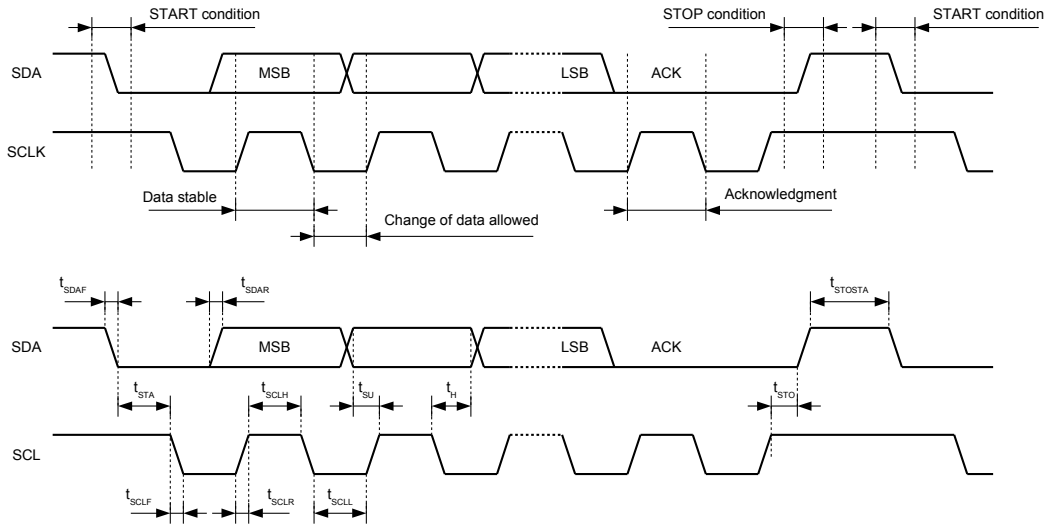 START condition
STOP condition
START condition
SDA
MSB
LSB
ACK
SCLK
Data stable
Change of data allowed
Acknowledgment
tSDAF
tSDAR
tSTOSTA
SDA
MSB
LSB
ACK
tSTA
tSCLH
tSU
tH
tSTO
SCL
tSCLF
tSCLR
tSCLL